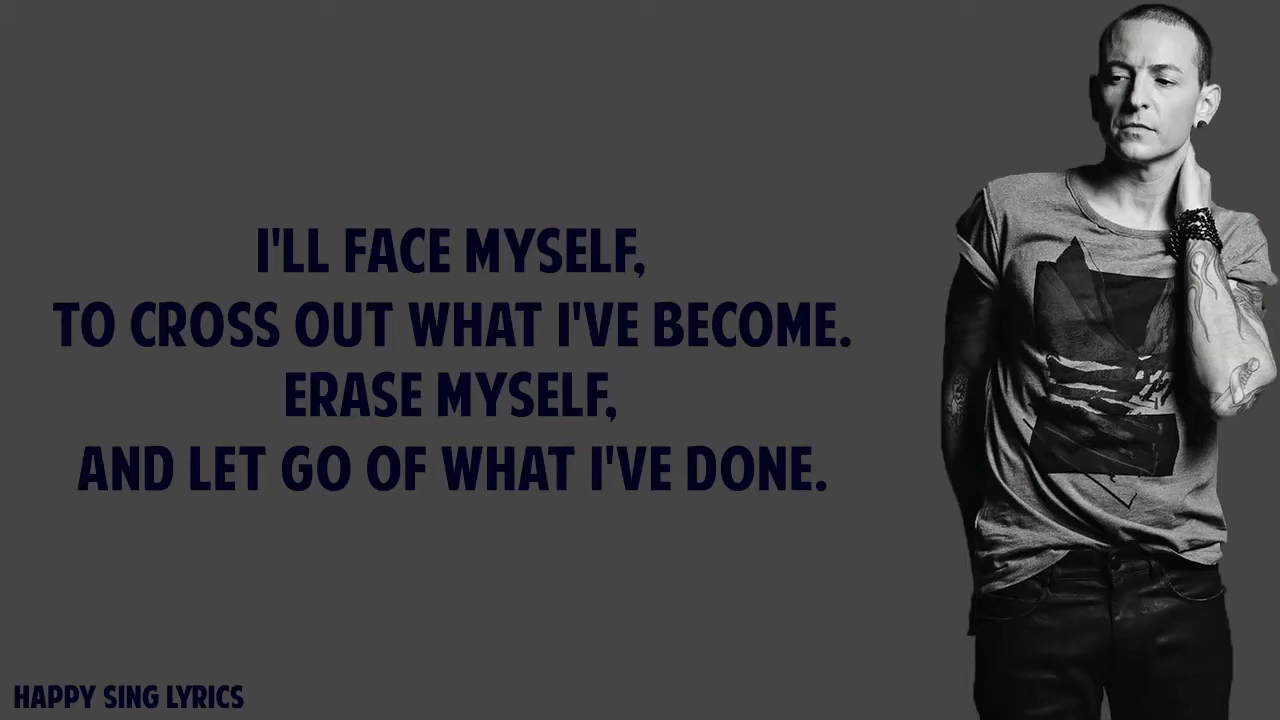 I'LL FACE MYSELF,
TO CROSS OUT WHAT I'VE BECOME.
ERASE MYSELF,
AND LET GO OF WHAT I'VE DONE.
HAPPY SING LYRICS